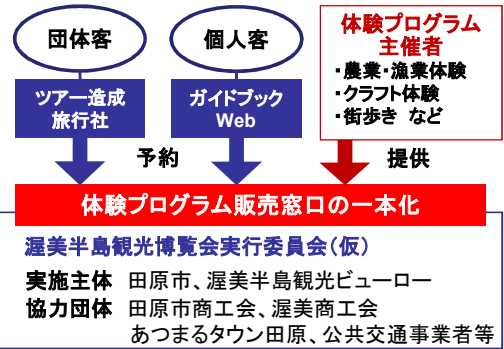 団体客
個人客
体験プログラム
主催者
・農業・漁業体験
・クラフト体験
・街歩き など
ツアー造成
旅行社
ガイドブック
Web
予約
提供
体験プログラム販売窓口の一本化
渥美半島観光博覧会実行委員会(仮)
実施主体 田原市、渥美半島観光ビューロー
協力団体 田原市商工会、渥美商工会
あつまるタウン田原、公共交通事業者等